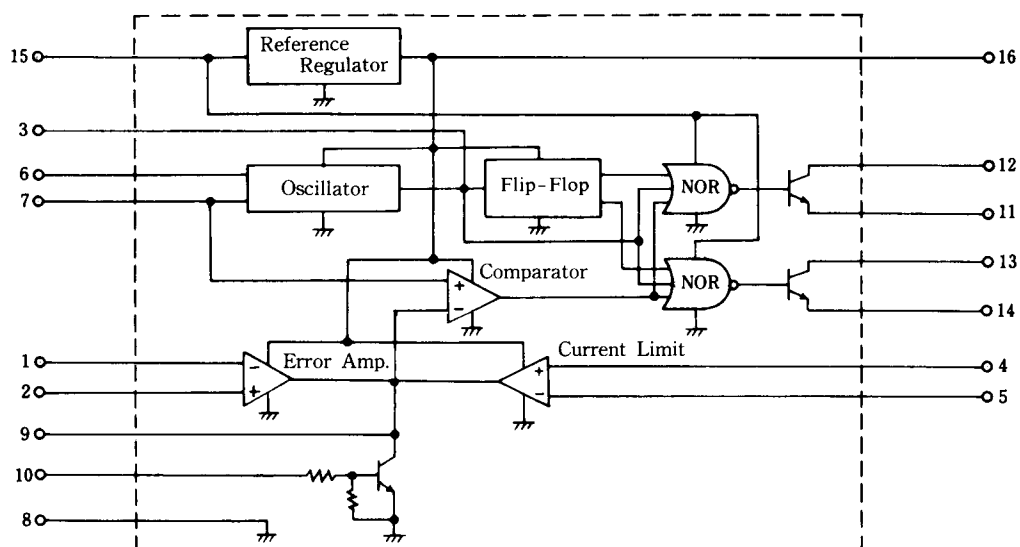 Reference
Regulator
15
16
3
6
7
Oscillator
Flip-Flop
NOR
12
11
Comparator
+
−
NOR
13
14
1
2
−
+
Error Amp.
Current Limit
+
−
4
5
9
10
8